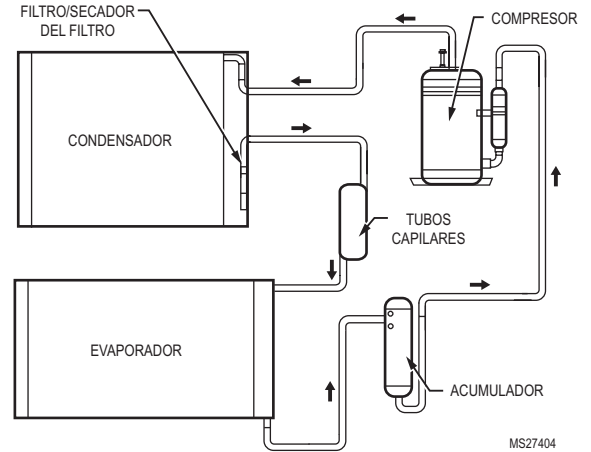 FILTRO/SECADOR
DEL FILTRO
COMPRESOR
CONDENSADOR
TUBOS
CAPILARES
EVAPORADOR
ACUMULADOR
MS27404